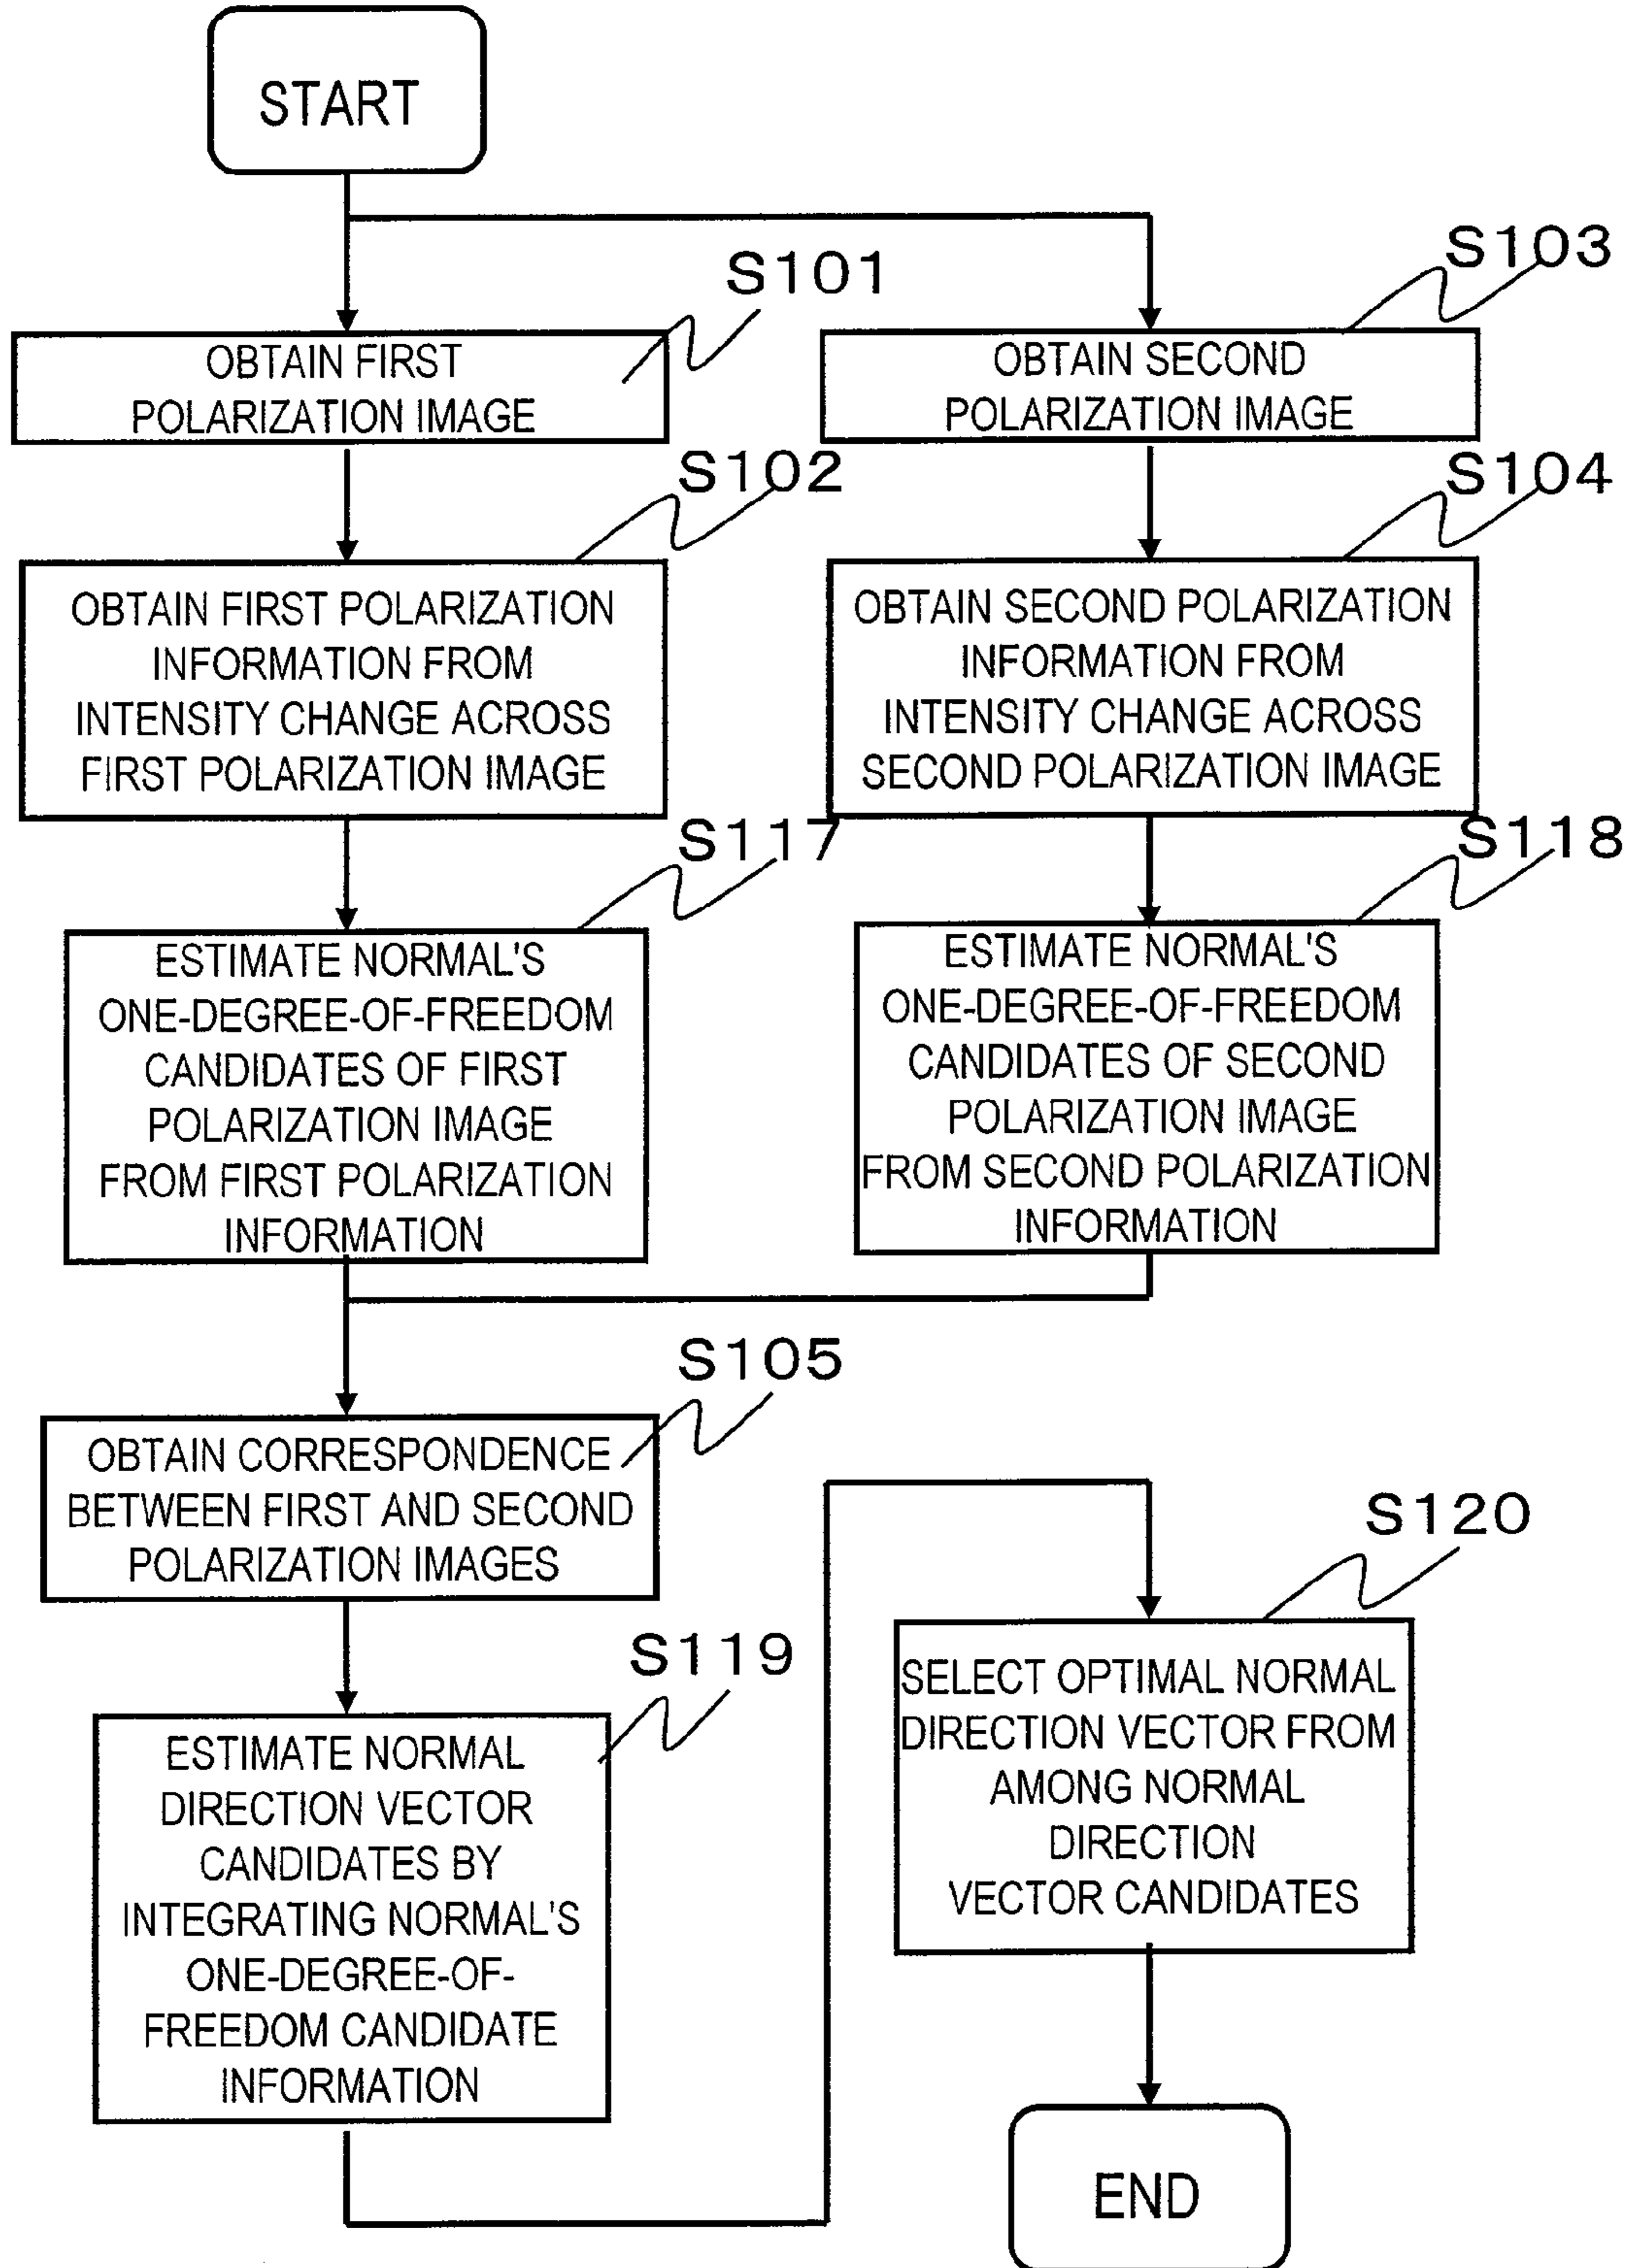 START
S101
OBTAIN FIRST
POLARIZATION IMAGE
S103
OBTAIN SECOND
POLARIZATION IMAGE
S102
OBTAIN FIRST POLARIZATION
INFORMATION FROM
INTENSITY CHANGE ACROSS
FIRST POLARIZATION IMAGE
S104
OBTAIN SECOND POLARIZATION
INFORMATION FROM
INTENSITY CHANGE ACROSS
SECOND POLARIZATION IMAGE
S117
ESTIMATE NORMAL'S
ONE-DEGREE-OF-FREEDOM
CANDIDATES OF FIRST
POLARIZATION IMAGE
FROM FIRST POLARIZATION
INFORMATION
S118
ESTIMATE NORMAL'S
ONE-DEGREE-OF-FREEDOM
CANDIDATES OF SECOND
POLARIZATION IMAGE
FROM SECOND POLARIZATION
INFORMATION
S105
OBTAIN CORRESPONDENCE
BETWEEN FIRST AND SECOND
POLARIZATION IMAGES
S119
ESTIMATE NORMAL
DIRECTION VECTOR
CANDIDATES BY
INTEGRATING NORMAL'S
ONE-DEGREE-OF-
FREEDOM CANDIDATE
INFORMATION
S120
SELECT OPTIMAL NORMAL
DIRECTION VECTOR FROM
AMONG NORMAL
DIRECTION
VECTOR CANDIDATES
END